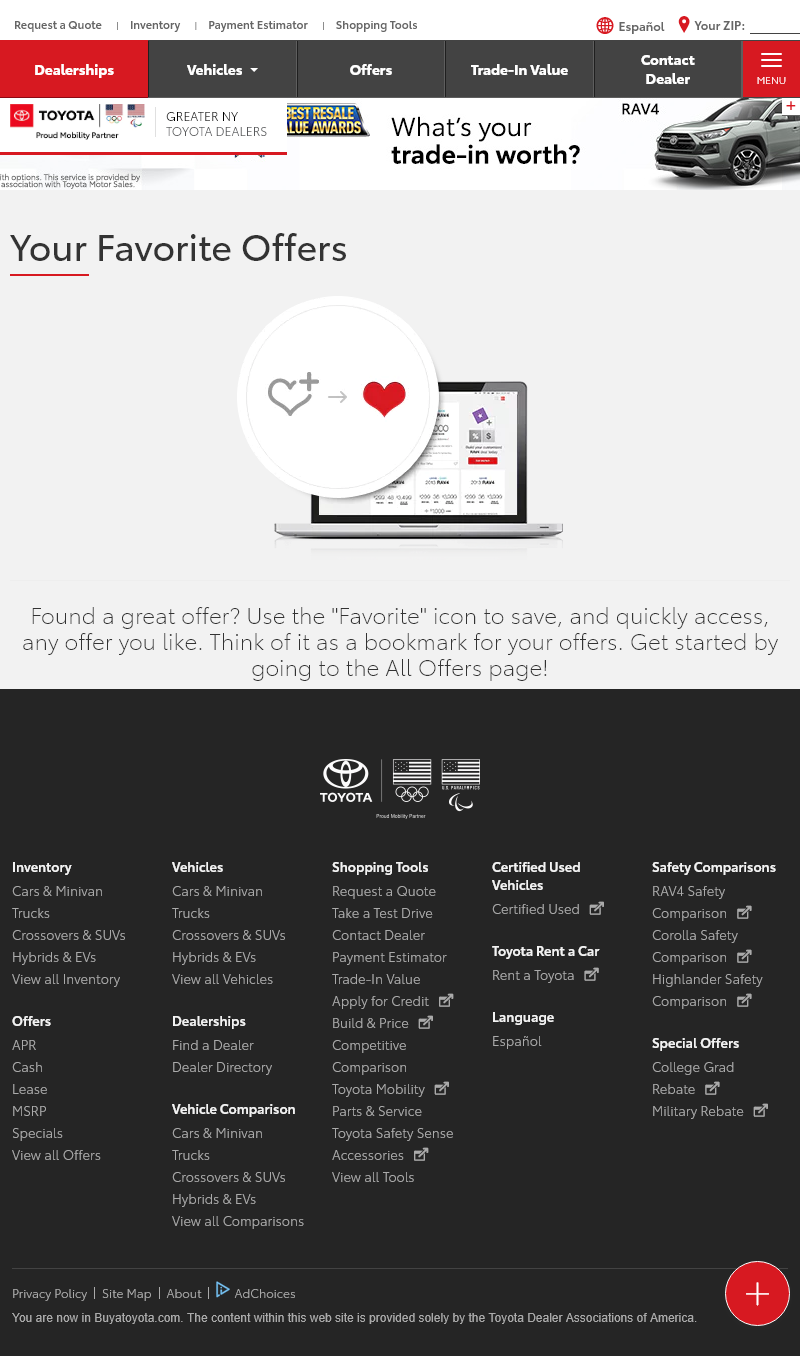 Request a Quote | Inventory | Payment Estimator | Shopping Tools
Español
Your ZIP:
Dealerships
Vehicles
Offers
Trade-In Value
Contact
Dealer
MENU
TOYOTA
Proud Mobility Partner
GREATER NY
TOYOTA DEALERS
BEST RESALE
LUE AWARDS
What's your
trade-in worth?
RAV4
ith options. This service is provided by
association with Toyota Motor Sales.
Your Favorite Offers
Found a great offer? Use the "Favorite" icon to save, and quickly access,
any offer you like. Think of it as a bookmark for your offers. Get started by
going to the All Offers page!
TOYOTA
U.S. PARALYMPICS
Proud Mobility Partner
Inventory
Cars & Minivan
Trucks
Crossovers & SUVs
Hybrids & EVs
View all Inventory
Offers
APR
Cash
Lease
MSRP
Specials
View all Offers
Vehicles
Cars & Minivan
Trucks
Crossovers & SUVs
Hybrids & EVs
View all Vehicles
Dealerships
Find a Dealer
Dealer Directory
Vehicle Comparison
Cars & Minivan
Trucks
Crossovers & SUVs
Hybrids & EVs
View all Comparisons
Shopping Tools
Request a Quote
Take a Test Drive
Contact Dealer
Payment Estimator
Trade-In Value
Apply for Credit
Build & Price
Competitive
Comparison
Toyota Mobility
Parts & Service
Toyota Safety Sense
Accessories
View all Tools
Certified Used
Vehicles
Certified Used
Toyota Rent a Car
Rent a Toyota
Language
Español
Safety Comparisons
RAV4 Safety
Comparison
Corolla Safety
Comparison
Highlander Safety
Comparison
Special Offers
College Grad
Rebate
Military Rebate
Privacy Policy | Site Map | About | AdChoices
You are now in Buyatoyota.com. The content within this web site is provided solely by the Toyota Dealer Associations of America.